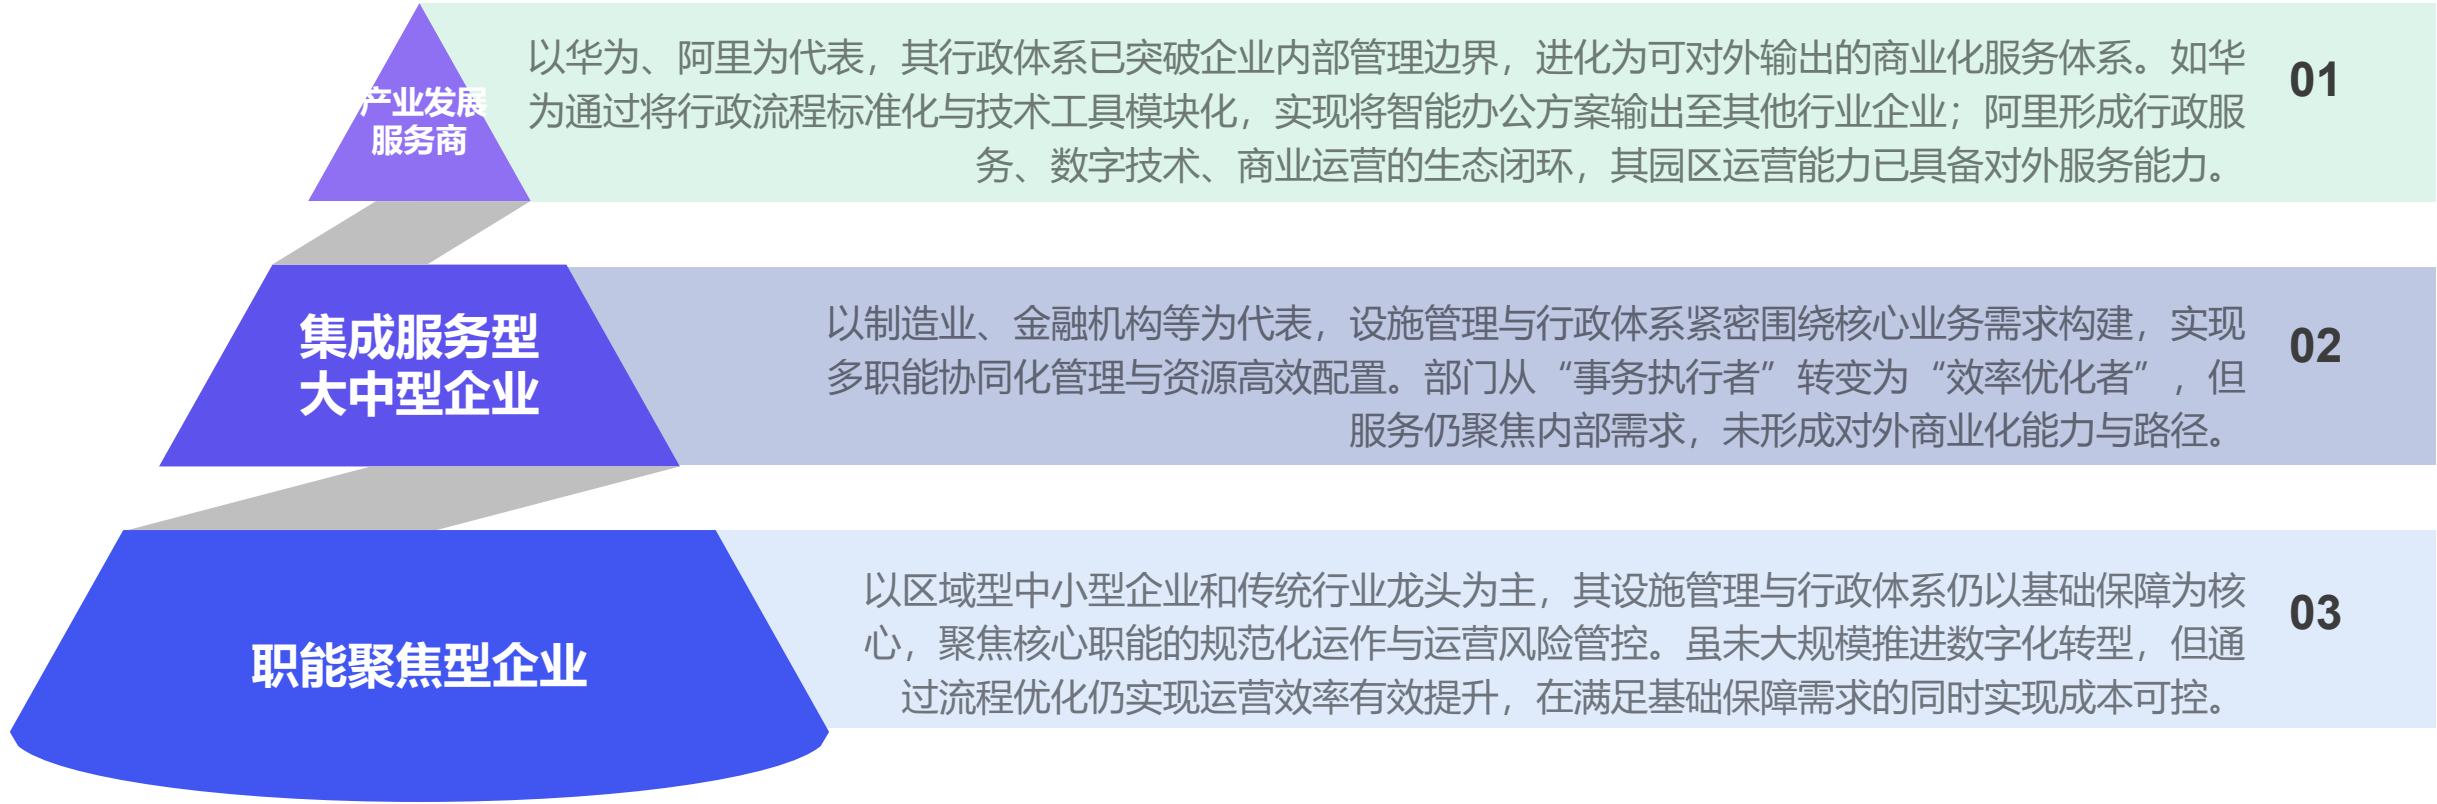 产业发展
服务商
以华为、阿里为代表，其行政体系已突破企业内部管理边界，进化为可对外输出的商业化服务体系。如华
为通过将行政流程标准化与技术工具模块化，实现将智能办公方案输出至其他行业企业；阿里形成行政服
务、数字技术、商业运营的生态闭环，其园区运营能力已具备对外服务能力。
01
集成服务型
大中型企业
以制造业、金融机构等为代表，设施管理与行政体系紧密围绕核心业务需求构建，实现
多职能协同化管理与资源高效配置。部门从“事务执行者”转变为“效率优化者”，但
服务仍聚焦内部需求，未形成对外商业化能力与路径。
02
职能聚焦型企业
以区域型中小型企业和传统行业龙头为主，其设施管理与行政体系仍以基础保障为核
心，聚焦核心职能的规范化运作与运营风险管控。虽未大规模推进数字化转型，但通
过流程优化仍实现运营效率有效提升，在满足基础保障需求的同时实现成本可控。
03